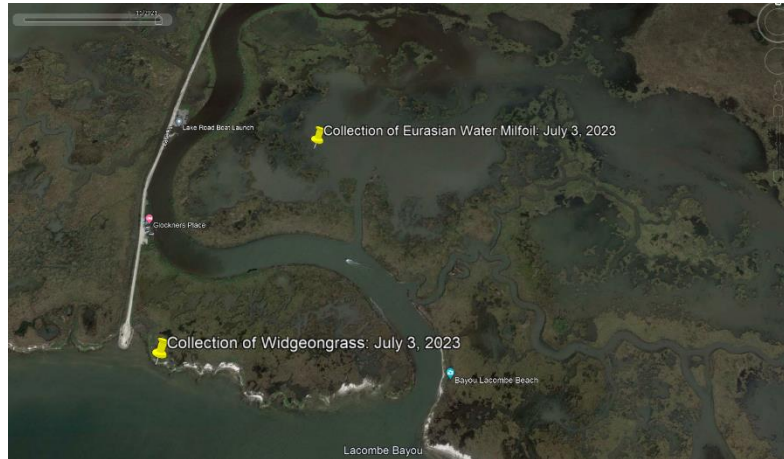 Lake Road Boat Launch
Collection of Eurasian Water Milfoil: July 3, 2023
Glockners Place
Collection of Widgeongrass: July 3, 2023
Bayou Lacombe Beach
Lacombe Bayou